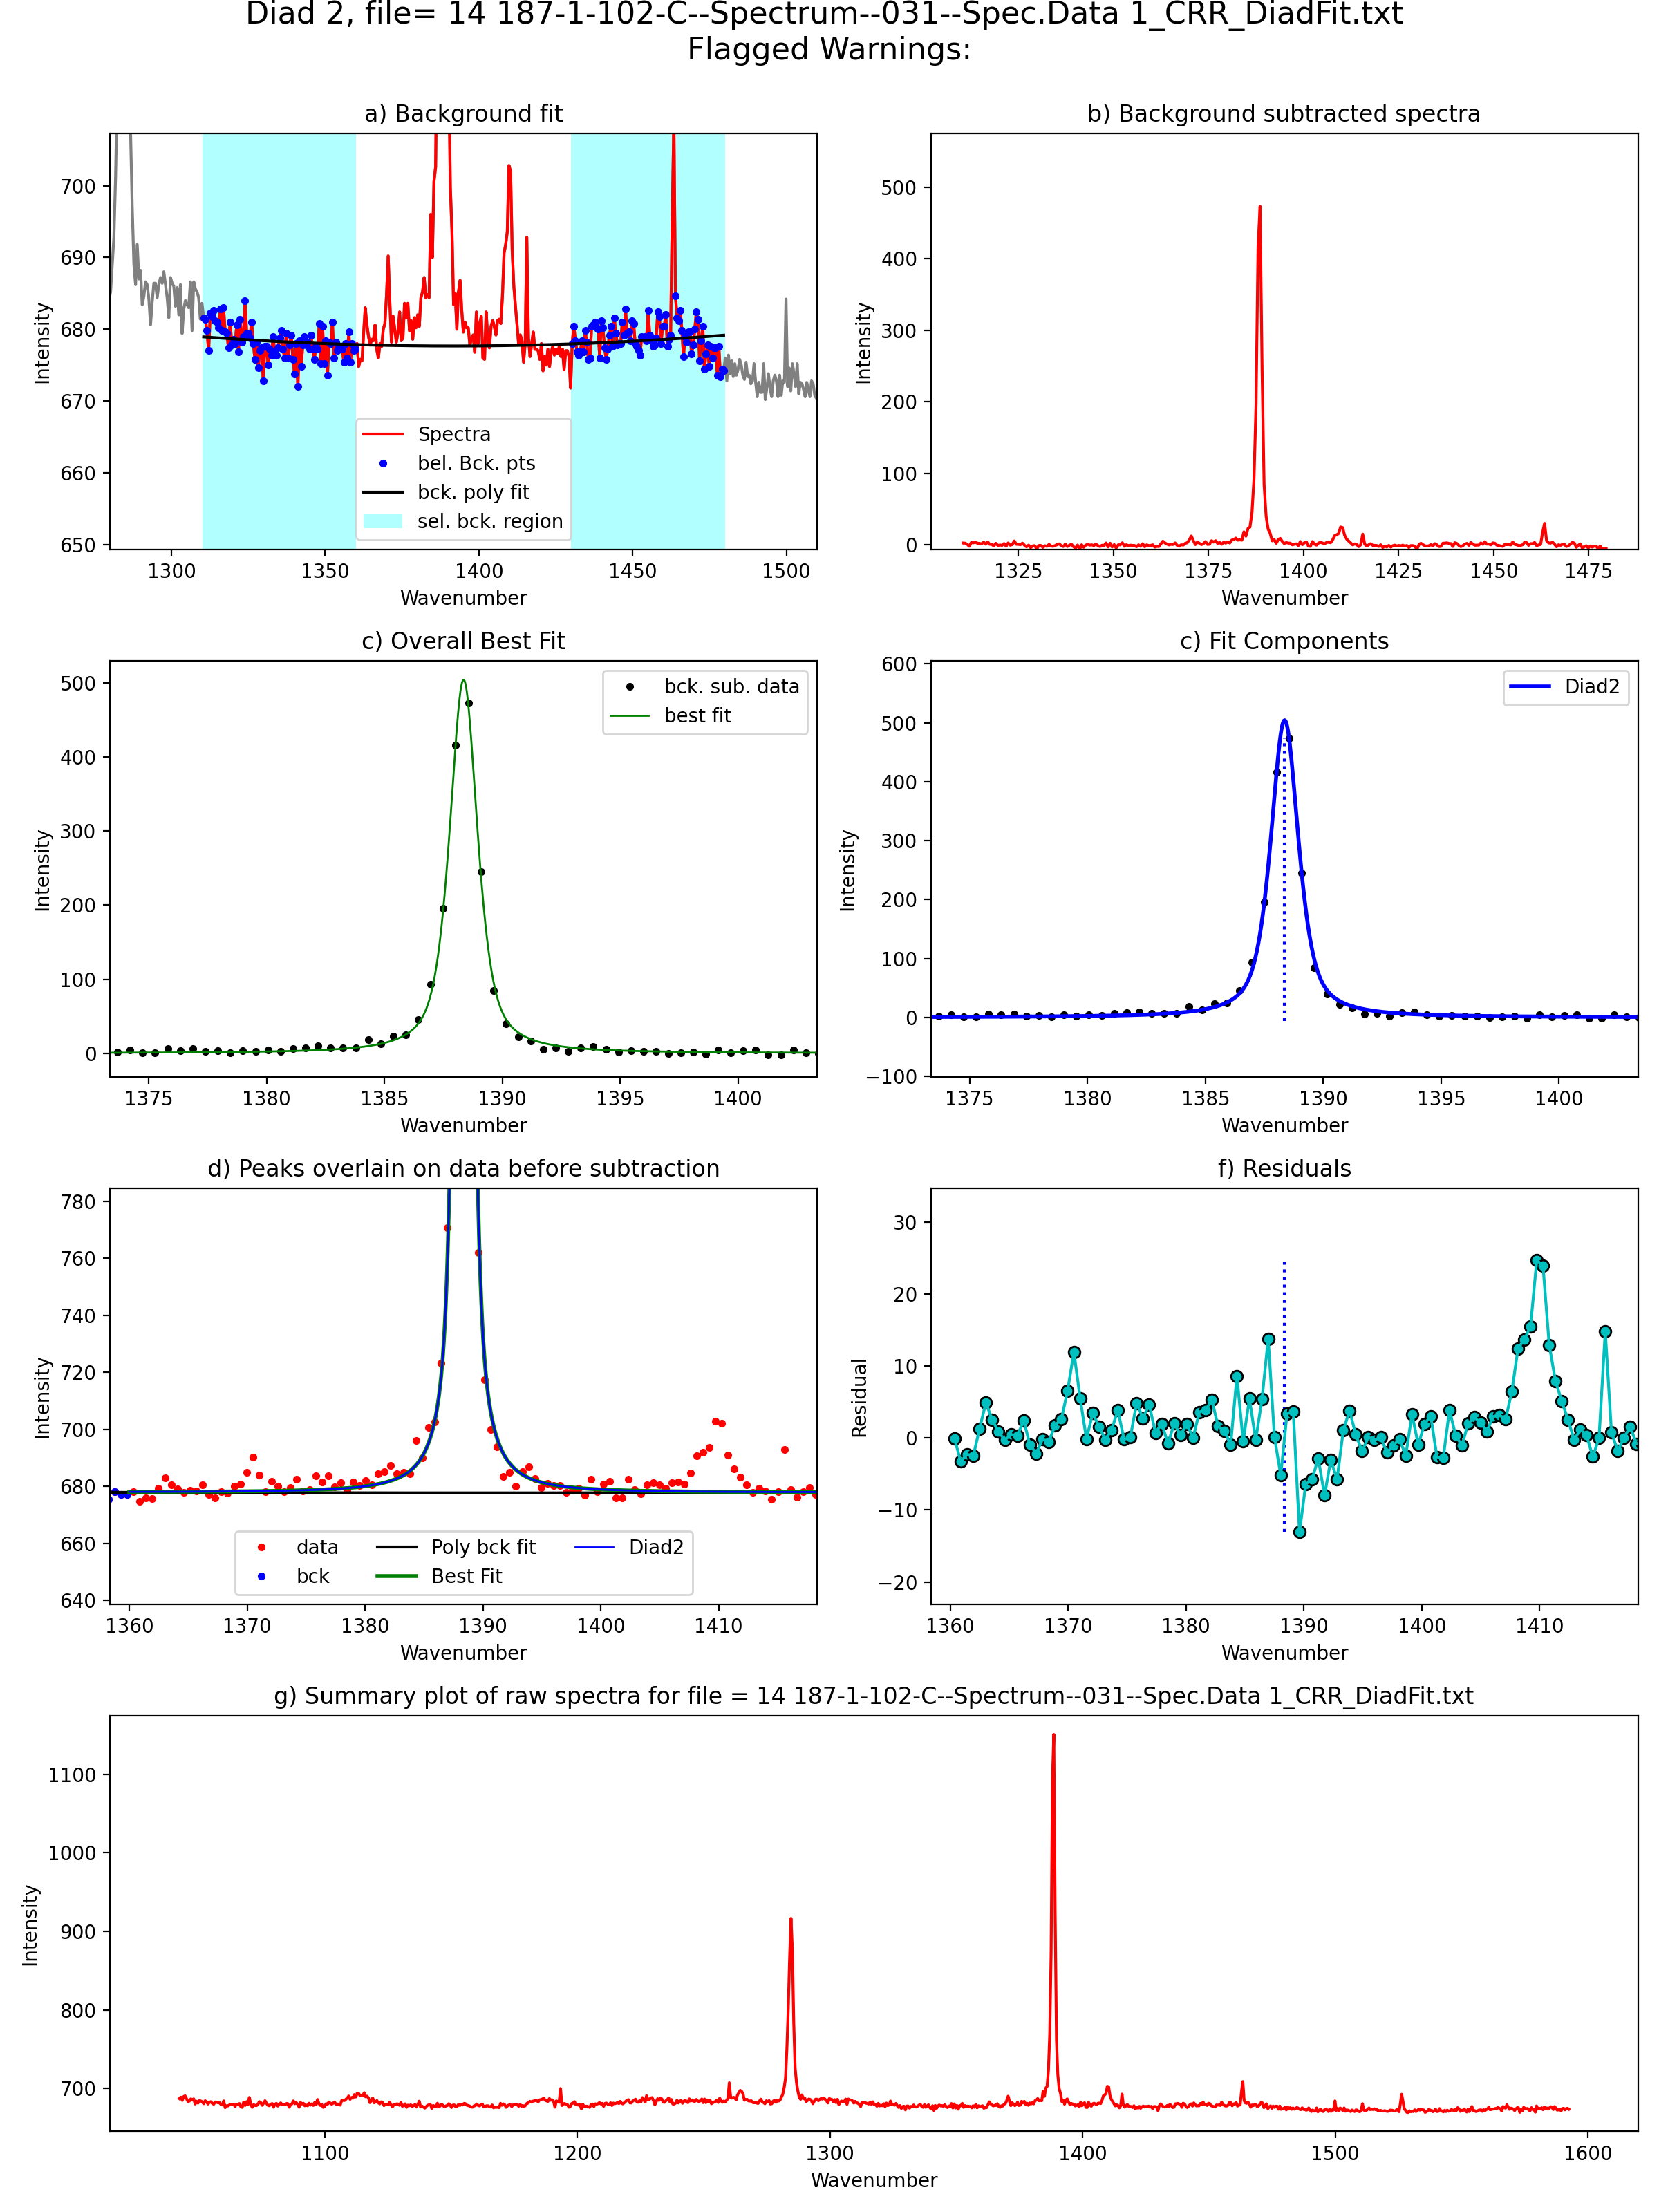 Diad 2, file= 14 187-1-102-C--Spectrum--031--Spec.Data 1_CRR_DiadFit.txt
Flagged Warnings:
a) Background fit
Intensity
700
690
680
670
660
650
Spectra
bel. Bck. pts
bck. poly fit
sel. bck. region
1300 1350 1400 1450 1500
Wavenumber
b) Background subtracted spectra
Intensity
500
400
300
200
100
0
1325 1350 1375 1400 1425 1450 1475
Wavenumber
c) Overall Best Fit
Intensity
500
400
300
200
100
0
bck. sub. data
best fit
1375 1380 1385 1390 1395 1400
Wavenumber
c) Fit Components
Intensity
600
500
400
300
200
100
0
−100
Diad2
1375 1380 1385 1390 1395 1400
Wavenumber
d) Peaks overlain on data before subtraction
Intensity
780
760
740
720
700
680
660
640
data
bck
Poly bck fit
Best Fit
Diad2
1360 1370 1380 1390 1400 1410
Wavenumber
f) Residuals
Residual
30
20
10
0
−10
−20
1360 1370 1380 1390 1400 1410
Wavenumber
g) Summary plot of raw spectra for file = 14 187-1-102-C--Spectrum--031--Spec.Data 1_CRR_DiadFit.txt
Intensity
1100
1000
900
800
700
1100 1200 1300 1400 1500 1600
Wavenumber